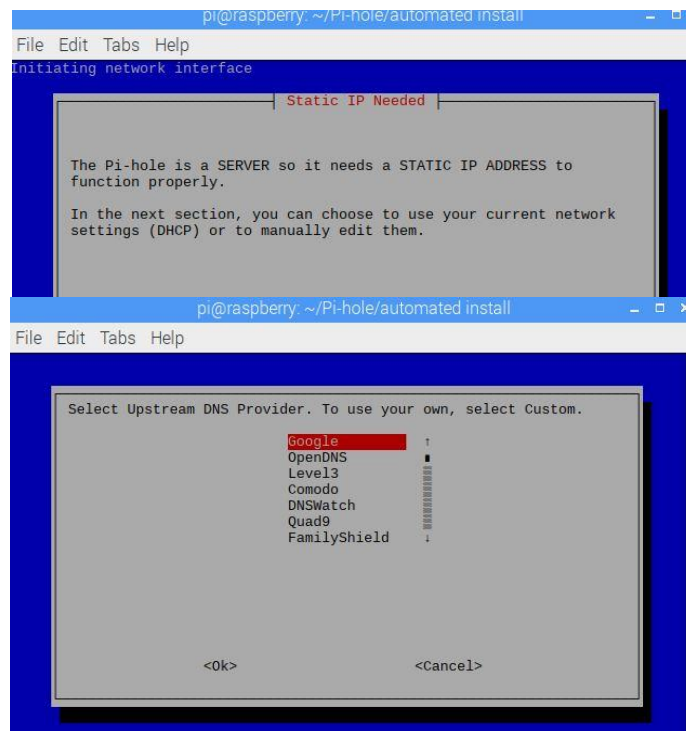 pi@raspberry: ~/Pi-hole/automated install
File Edit Tabs Help
Initiating network interface
Static IP Needed
The Pi-hole is a SERVER so it needs a STATIC IP ADDRESS to
function properly.
In the next section, you can choose to use your current network
settings (DHCP) or to manually edit them.
pi@raspberry: ~/Pi-hole/automated install
File Edit Tabs Help
Select Upstream DNS Provider. To use your own, select Custom.
Google
OpenDNS
Level3
Comodo
DNSWatch
Quad9
FamilyShield
<Ok> <Cancel>